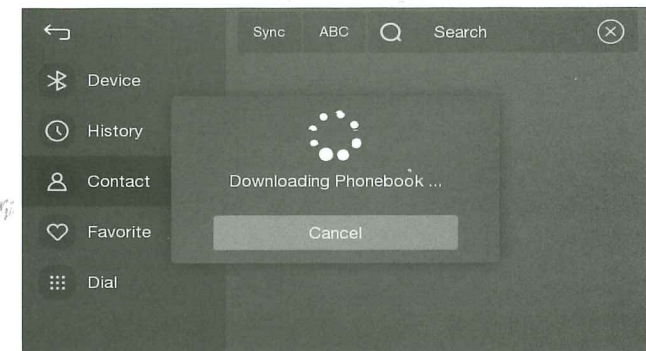 Sync ABC Search
Device
History
Contact
Downloading Phonebook ...
Cancel
Favorite
Dial